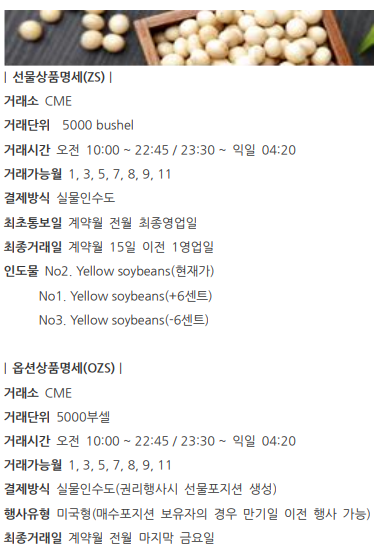 | 선물상품명세(ZS) |
거래소 CME
거래단위 5000 bushel
거래시간 오전 10:00 ~ 22:45 / 23:30 ~ 익일 04:20
거래가능월 1, 3, 5, 7, 8, 9, 11
결제방식 실물인수도
최초통보일 계약월 전월 최종영업일
최종거래일 계약월 15일 이전 1영업일
인도물 No2. Yellow soybeans(현재가)
No1. Yellow soybeans(+6센트)
No3. Yellow soybeans(-6센트)
| 옵션상품명세(OZS) |
거래소 CME
거래단위 5000부셀
거래시간 오전 10:00 ~ 22:45 / 23:30 ~ 익일 04:20
거래가능월 1, 3, 5, 7, 8, 9, 11
결제방식 실물인수도(권리행사시 선물포지션 생성)
행사유형 미국형(매수포지션 보유자의 경우 만기일 이전 행사 가능)
최종거래일 계약월 전월 마지막 금요일